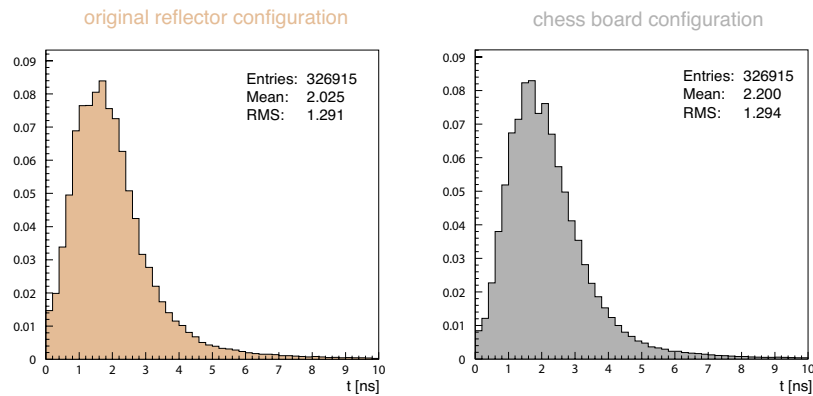 original reflector configuration
Entries: 326915
Mean: 2.025
RMS: 1.291
0.09
0.08
0.07
0.06
0.05
0.04
0.03
0.02
0.01
0
0 1 2 3 4 5 6 7 8 9 10
t [ns]
chess board configuration
Entries: 326915
Mean: 2.200
RMS: 1.294
0.09
0.08
0.07
0.06
0.05
0.04
0.03
0.02
0.01
0
0 1 2 3 4 5 6 7 8 9 10
t [ns]